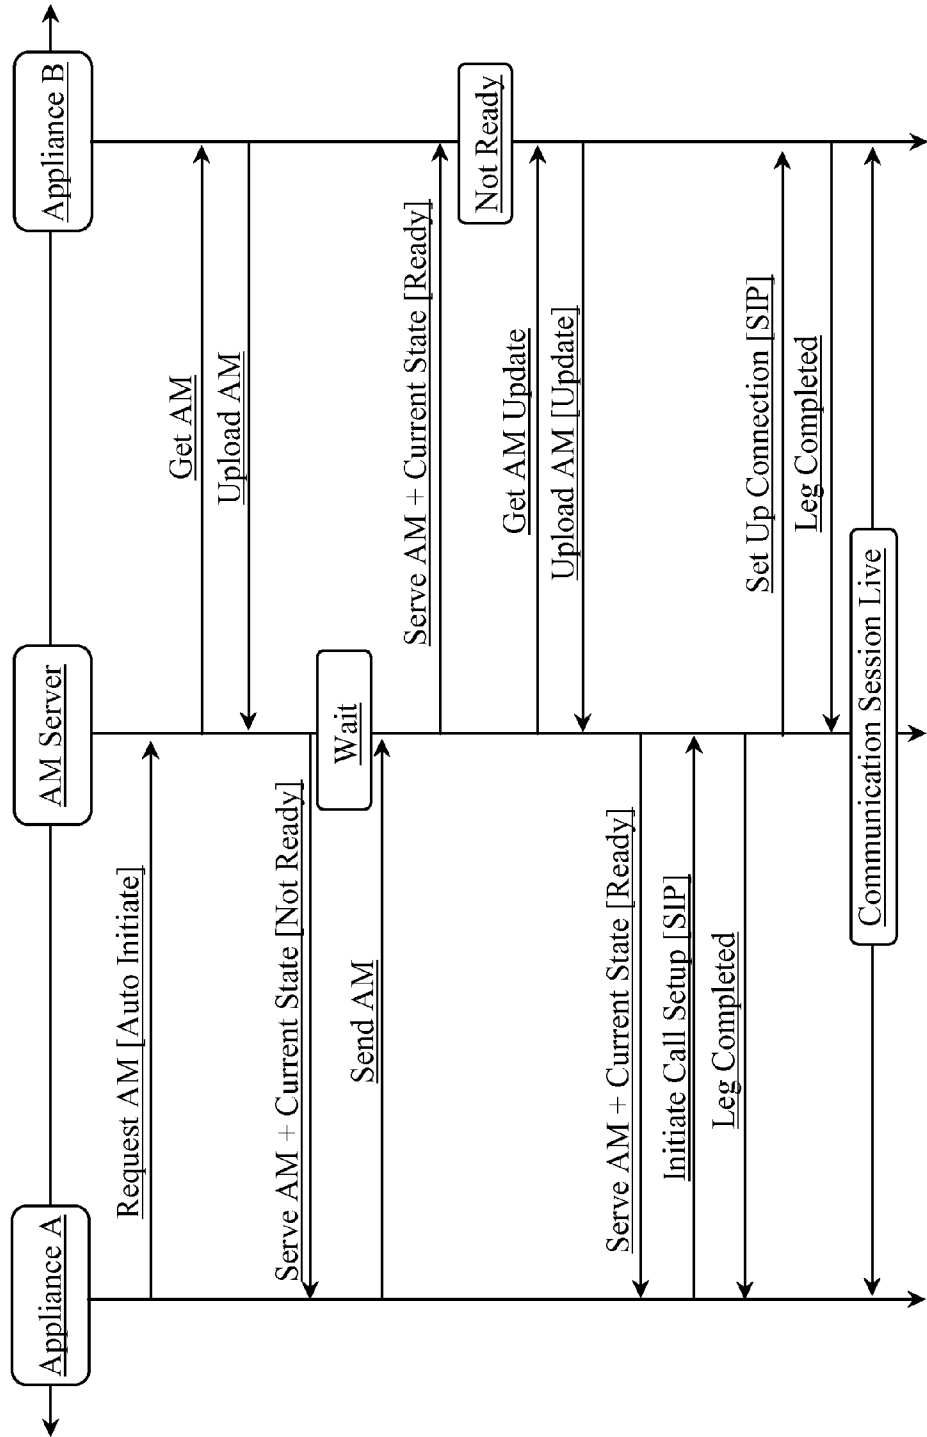 Appliance A
AM Server
Appliance B
Request AM [Auto Initiate]
Get AM
Upload AM
Serve AM + Current State [Not Ready]
Wait
Send AM
Serve AM + Current State [Ready]
Not Ready
Get AM Update
Upload AM [Update]
Serve AM + Current State [Ready]
Initiate Call Setup [SIP]
Leg Completed
Set Up Connection [SIP]
Leg Completed
Communication Session Live